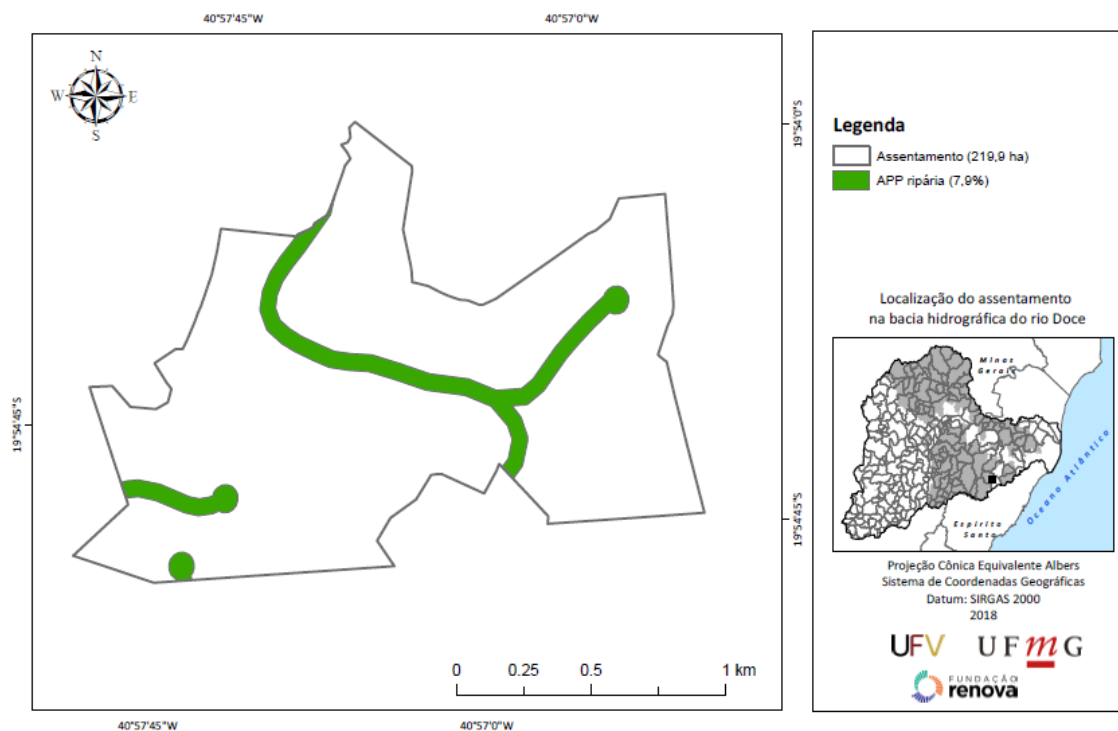 40°57'45"W
40°57'0"W
N
W
E
S
19°54'0"S
19°54'45"S
19°54'45"S
0
0.25
0.5
1 km
40°57'45"W
40°57'0"W
Legenda
Assentamento (219,9 ha)
APP ripária (7,9%)
Localização do assentamento
na bacia hidrográfica do rio Doce
Minas
Gerais
Oceano Atlântico
Espírito
Santo
Projeção Cônica Equivalente Albers
Sistema de Coordenadas Geográficas
Datum: SIRGAS 2000
2018
UFV
UFmG
FUNDAÇÃO
renova